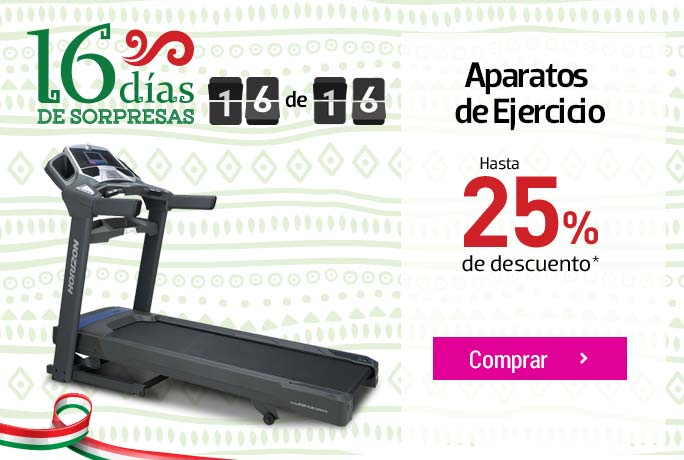 16 días
DE SORPRESAS
16 de 16
Aparatos
de Ejercicio
Hasta
25%
de descuento*
Comprar >
HORIZON